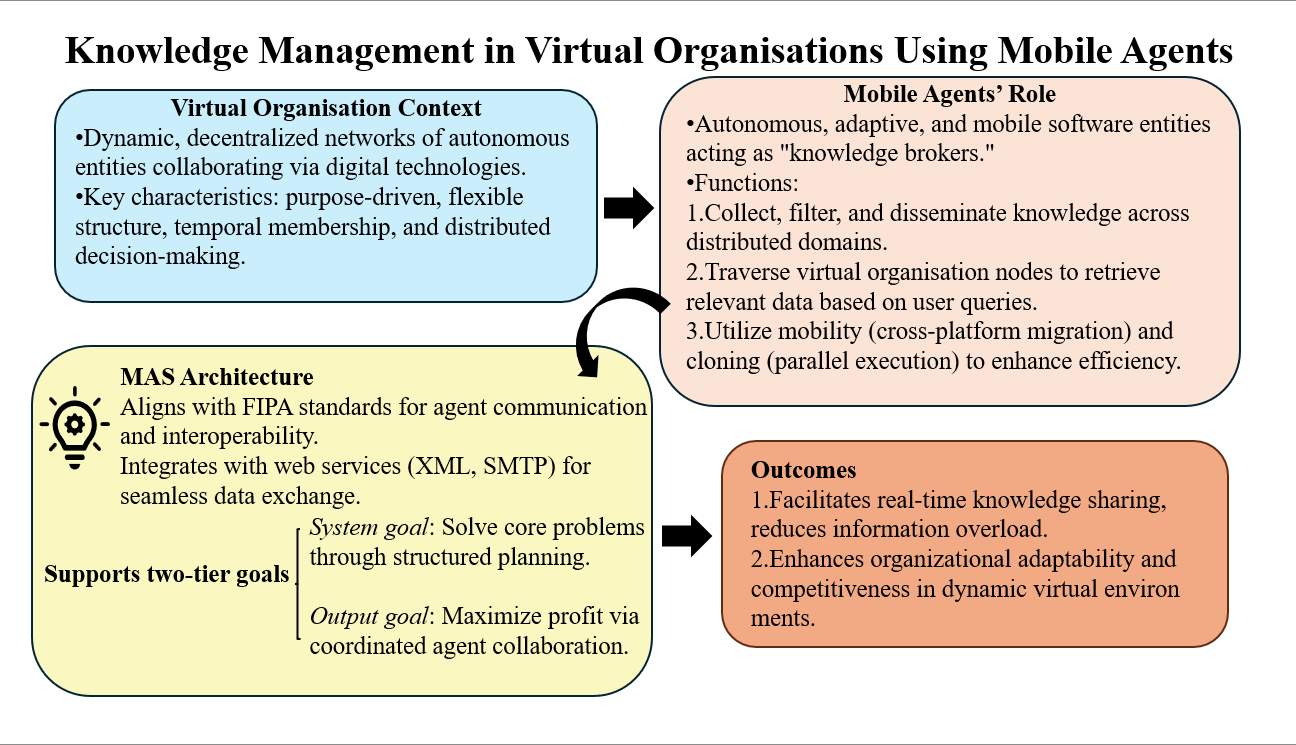 Knowledge Management in Virtual Organisations Using Mobile Agents
Virtual Organisation Context
•Dynamic, decentralized networks of autonomous
entities collaborating via digital technologies.
•Key characteristics: purpose-driven, flexible
structure, temporal membership, and distributed
decision-making.
Mobile Agents’ Role
•Autonomous, adaptive, and mobile software entities
acting as "knowledge brokers."
•Functions:
1.Collect, filter, and disseminate knowledge across
distributed domains.
2.Traverse virtual organisation nodes to retrieve
relevant data based on user queries.
3.Utilize mobility (cross-platform migration) and
cloning (parallel execution) to enhance efficiency.
MAS Architecture
Aligns with FIPA standards for agent communication
and interoperability.
Integrates with web services (XML, SMTP) for
seamless data exchange.
Supports two-tier goals
System goal: Solve core problems
through structured planning.
Output goal: Maximize profit via
coordinated agent collaboration.
Outcomes
1.Facilitates real-time knowledge sharing,
reduces information overload.
2.Enhances organizational adaptability and
competitiveness in dynamic virtual environ
ments.